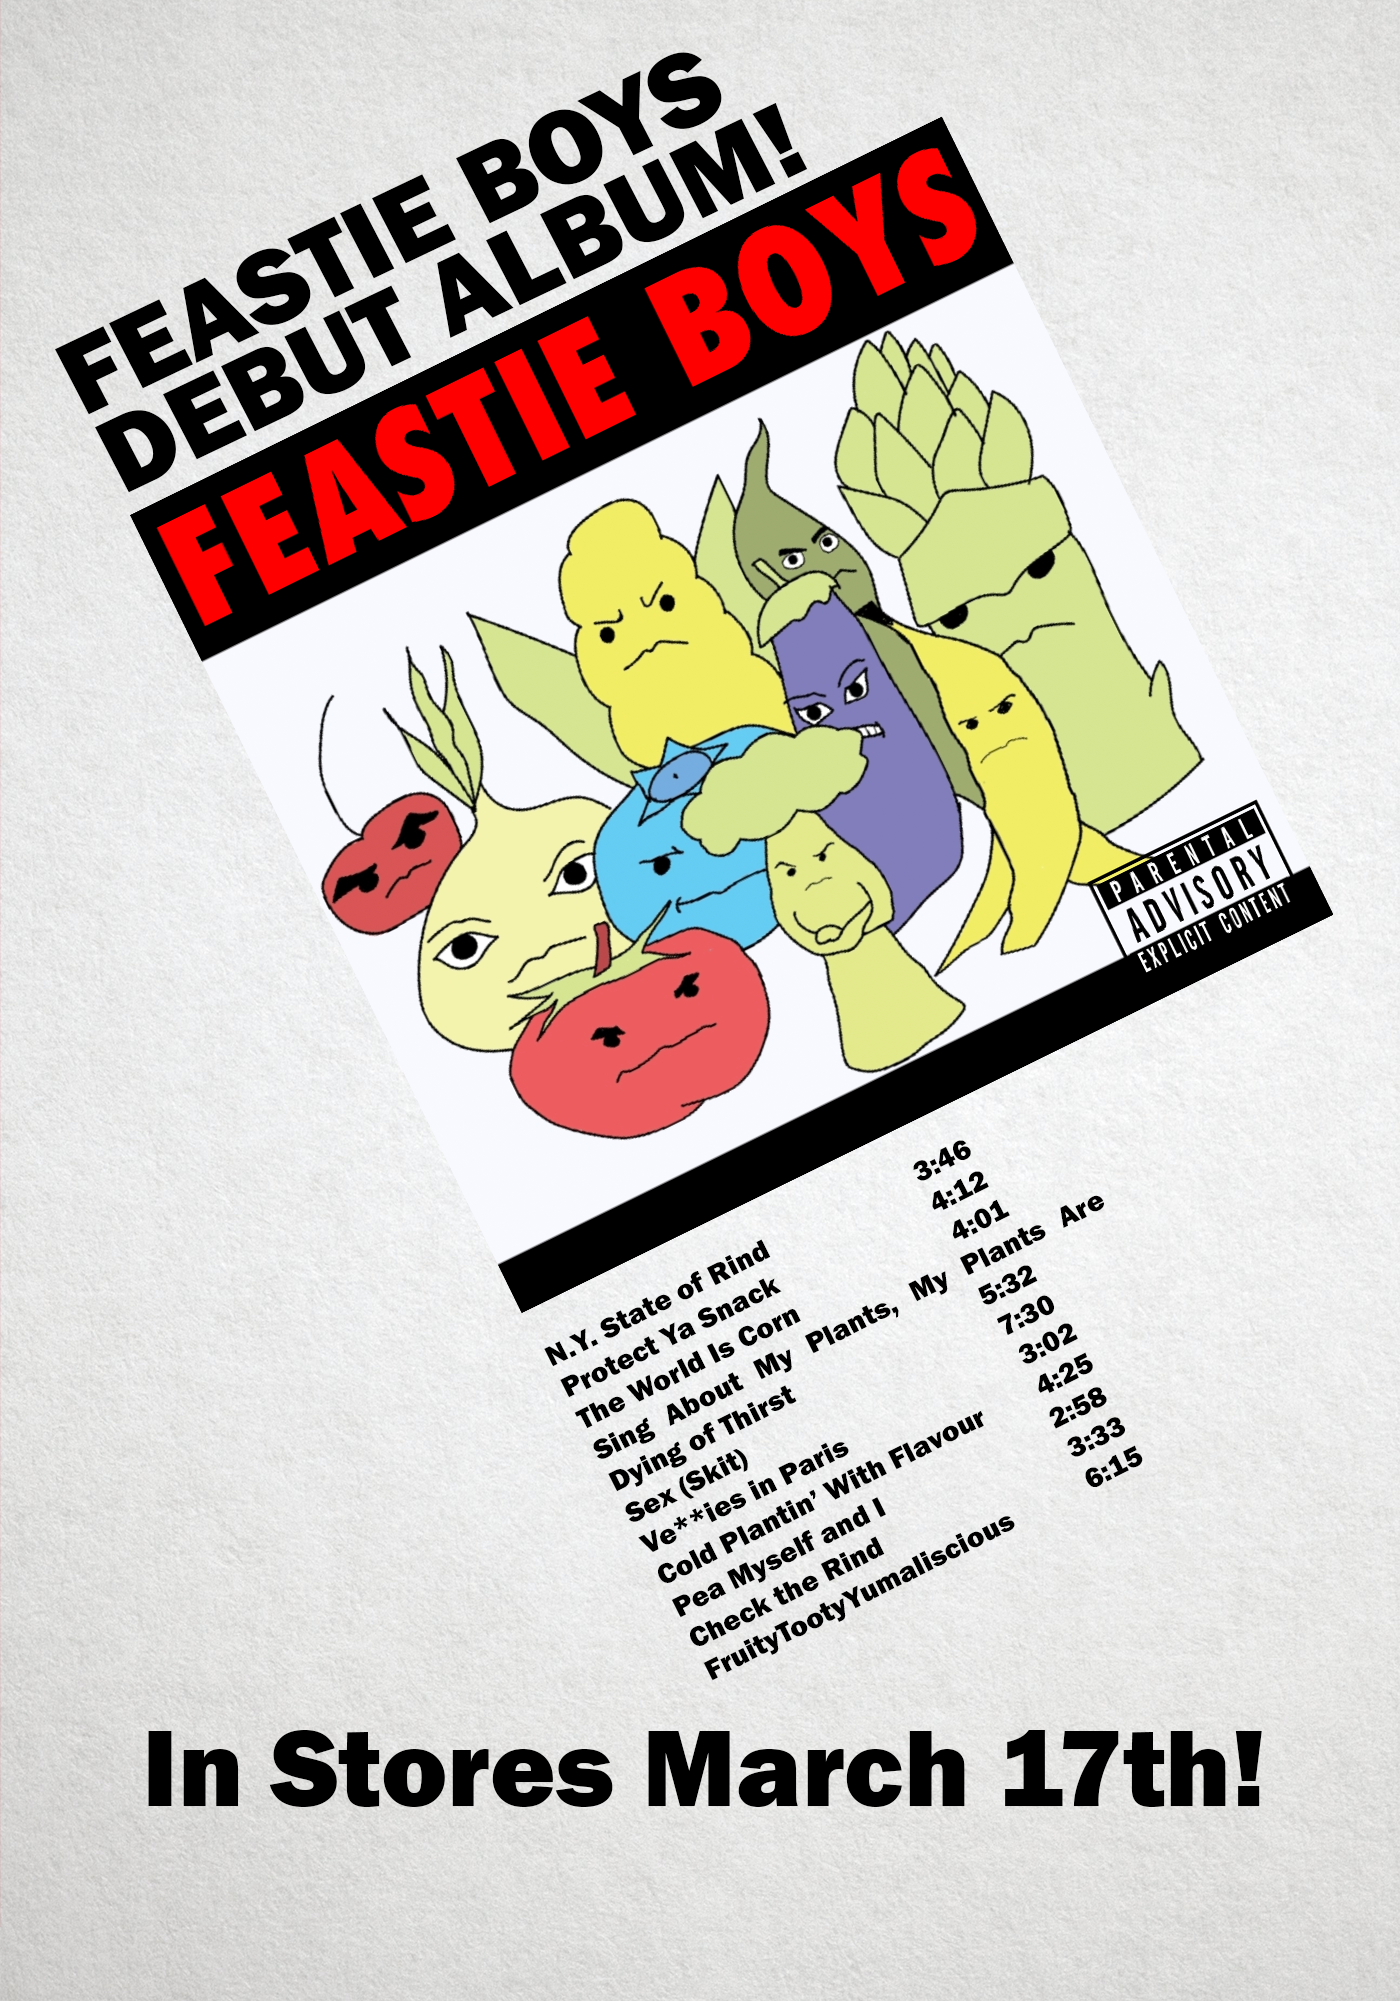 FEASTIE BOYS
DEBUT ALBUM!
FEASTIE BOYS
PARENTAL
ADVISORY
EXPLICIT CONTENT
N.Y. State of Rind 3:46
Protect Ya Snack 4:12
The World Is Corn 4:01
Sing About My Plants, My Plants Are
Dying of Thirst 5:32
Sex (Skit) 7:30
Ve**ies in Paris 3:02
Cold Plantin’ With Flavour 4:25
Pea Myself and I 2:58
Check the Rind 3:33
FruityTootyYumaliscious 6:15
In Stores March 17th!